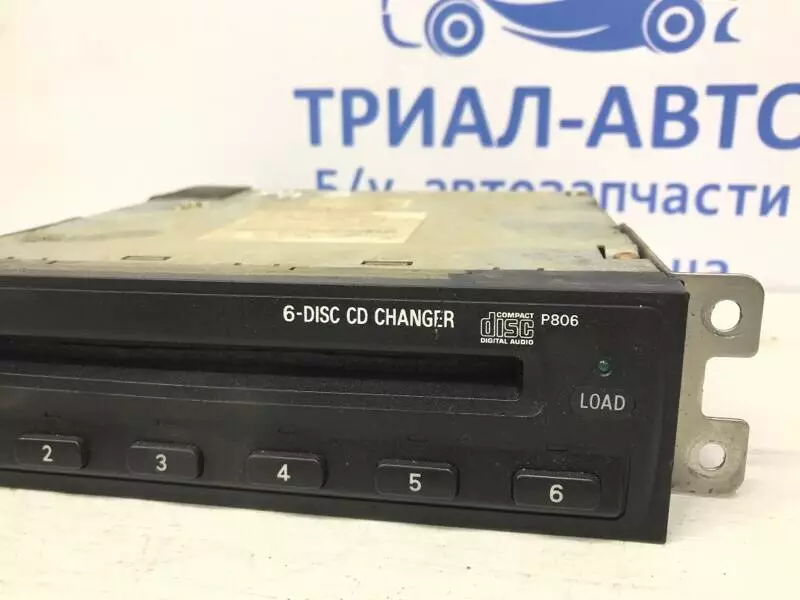 ТРИАЛ-АВТО
Б/у автозапчасти
6-DISC CD CHANGER
COMPACT
disc
DIGITAL AUDIO
P806
LOAD
2
3
4
5
6